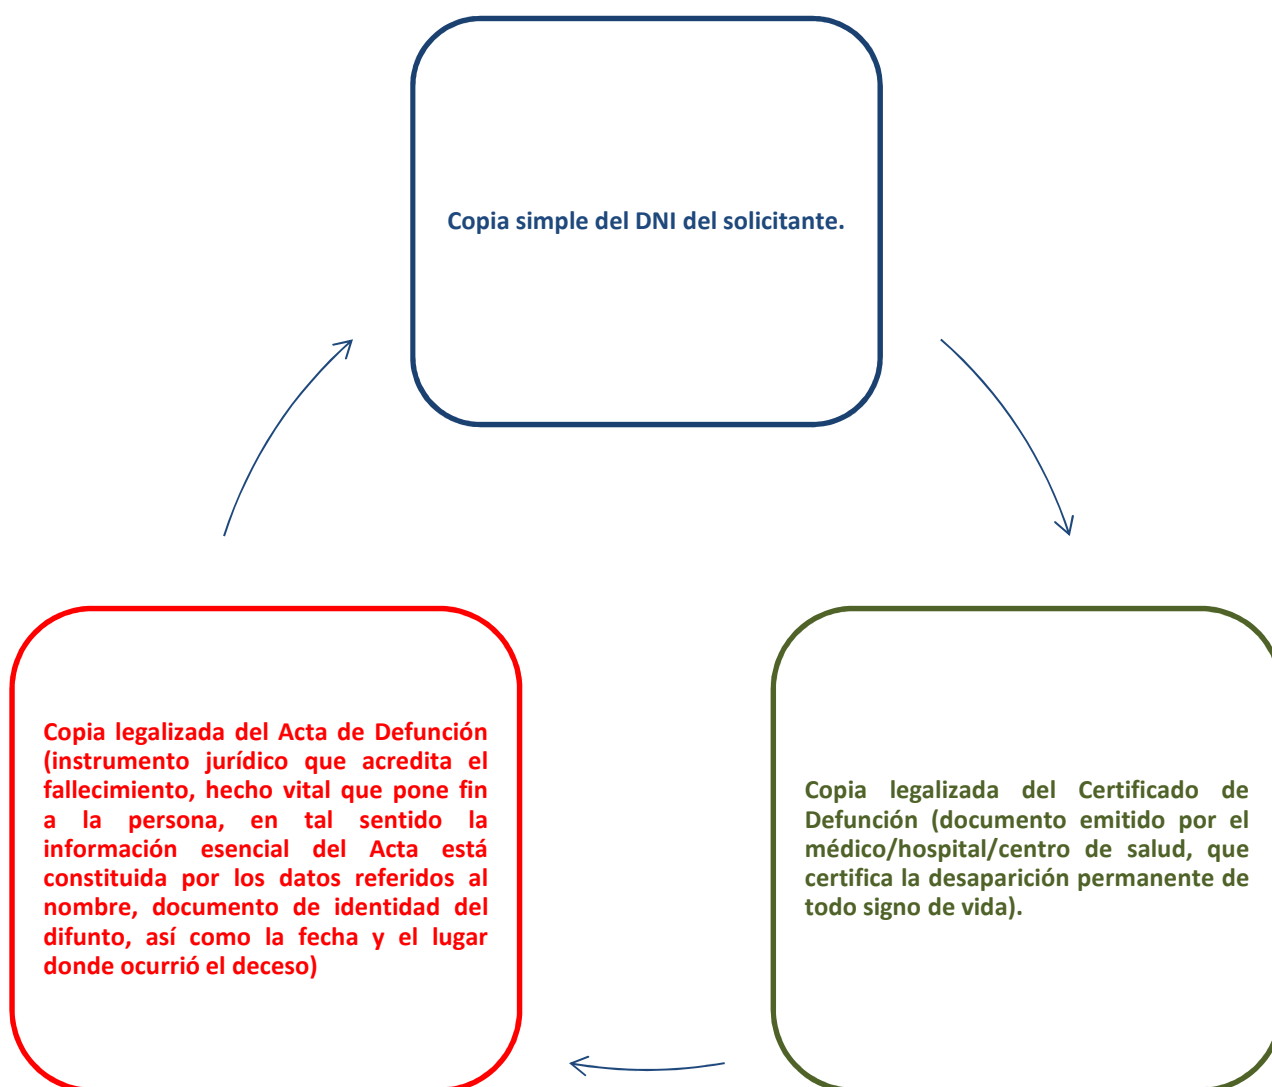 Copia simple del DNI del solicitante.
Copia legalizada del Acta de Defunción
(instrumento jurídico que acredita el
fallecimiento, hecho vital que pone fin
a la persona, en tal sentido la
información esencial del Acta está
constituida por los datos referidos al
nombre, documento de identidad del
difunto, así como la fecha y el lugar
donde ocurrió el deceso)
Copia legalizada del Certificado de
Defunción (documento emitido por el
médico/hospital/centro de salud, que
certifica la desaparición permanente de
todo signo de vida).